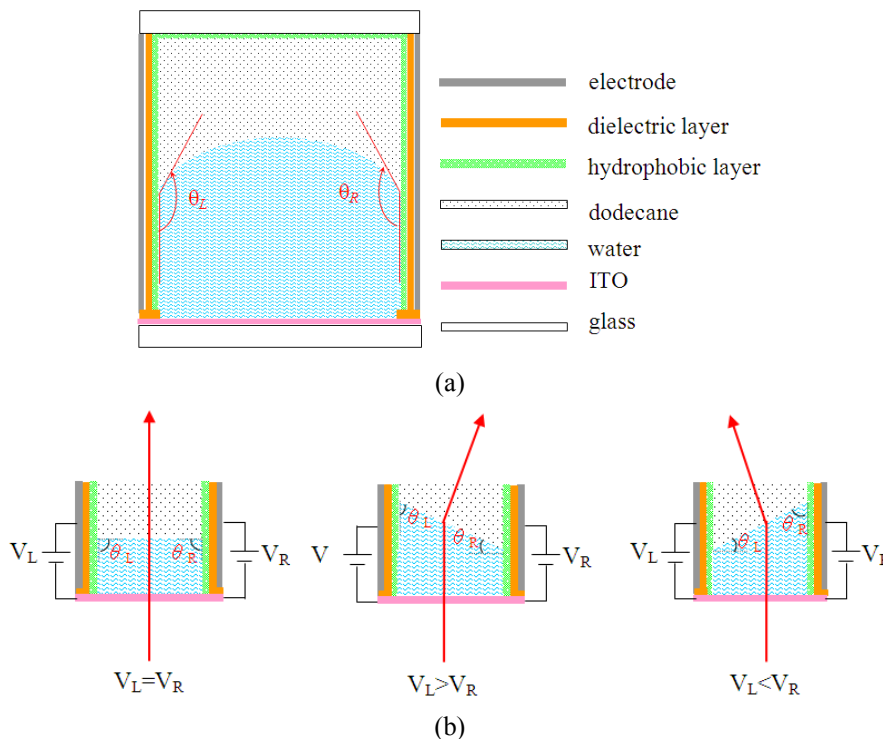 electrode
dielectric layer
hydrophobic layer
dodecane
water
ITO
glass
θL
θR
(a)
VL
θL
θR
VR
V
θL
θR
VR
VL
θL
θR
VL=VR
VL>VR
VL<VR
(b)